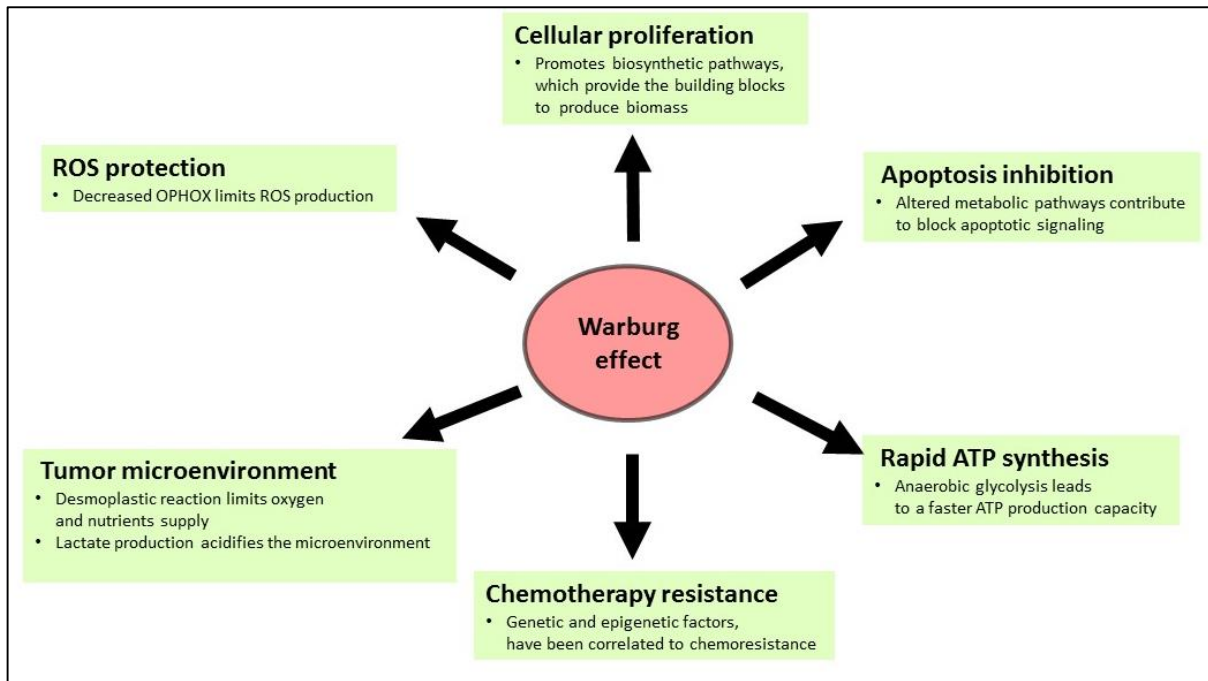 Cellular proliferation
• Promotes biosynthetic pathways,
which provide the building blocks
to produce biomass
ROS protection
• Decreased OPHOX limits ROS production
Apoptosis inhibition
• Altered metabolic pathways contribute
to block apoptotic signaling
Warburg
effect
Tumor microenvironment
• Desmoplastic reaction limits oxygen
and nutrients supply
• Lactate production acidifies the microenvironment
Rapid ATP synthesis
• Anaerobic glycolysis leads
to a faster ATP production capacity
Chemotherapy resistance
• Genetic and epigenetic factors,
have been correlated to chemoresistance